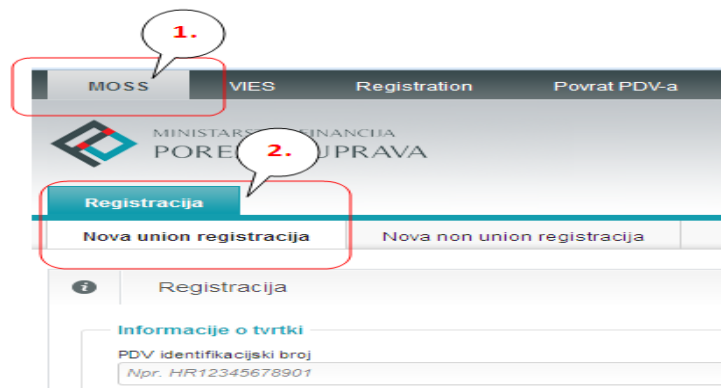 1.
MOSS VIES Registration Povrat PDV-a
2.
Registracija
Nova union registracija Nova non union registracija
i Registracija
Informacije o tvrtki
PDV identifikacijski broj
Npr. HR12345678901